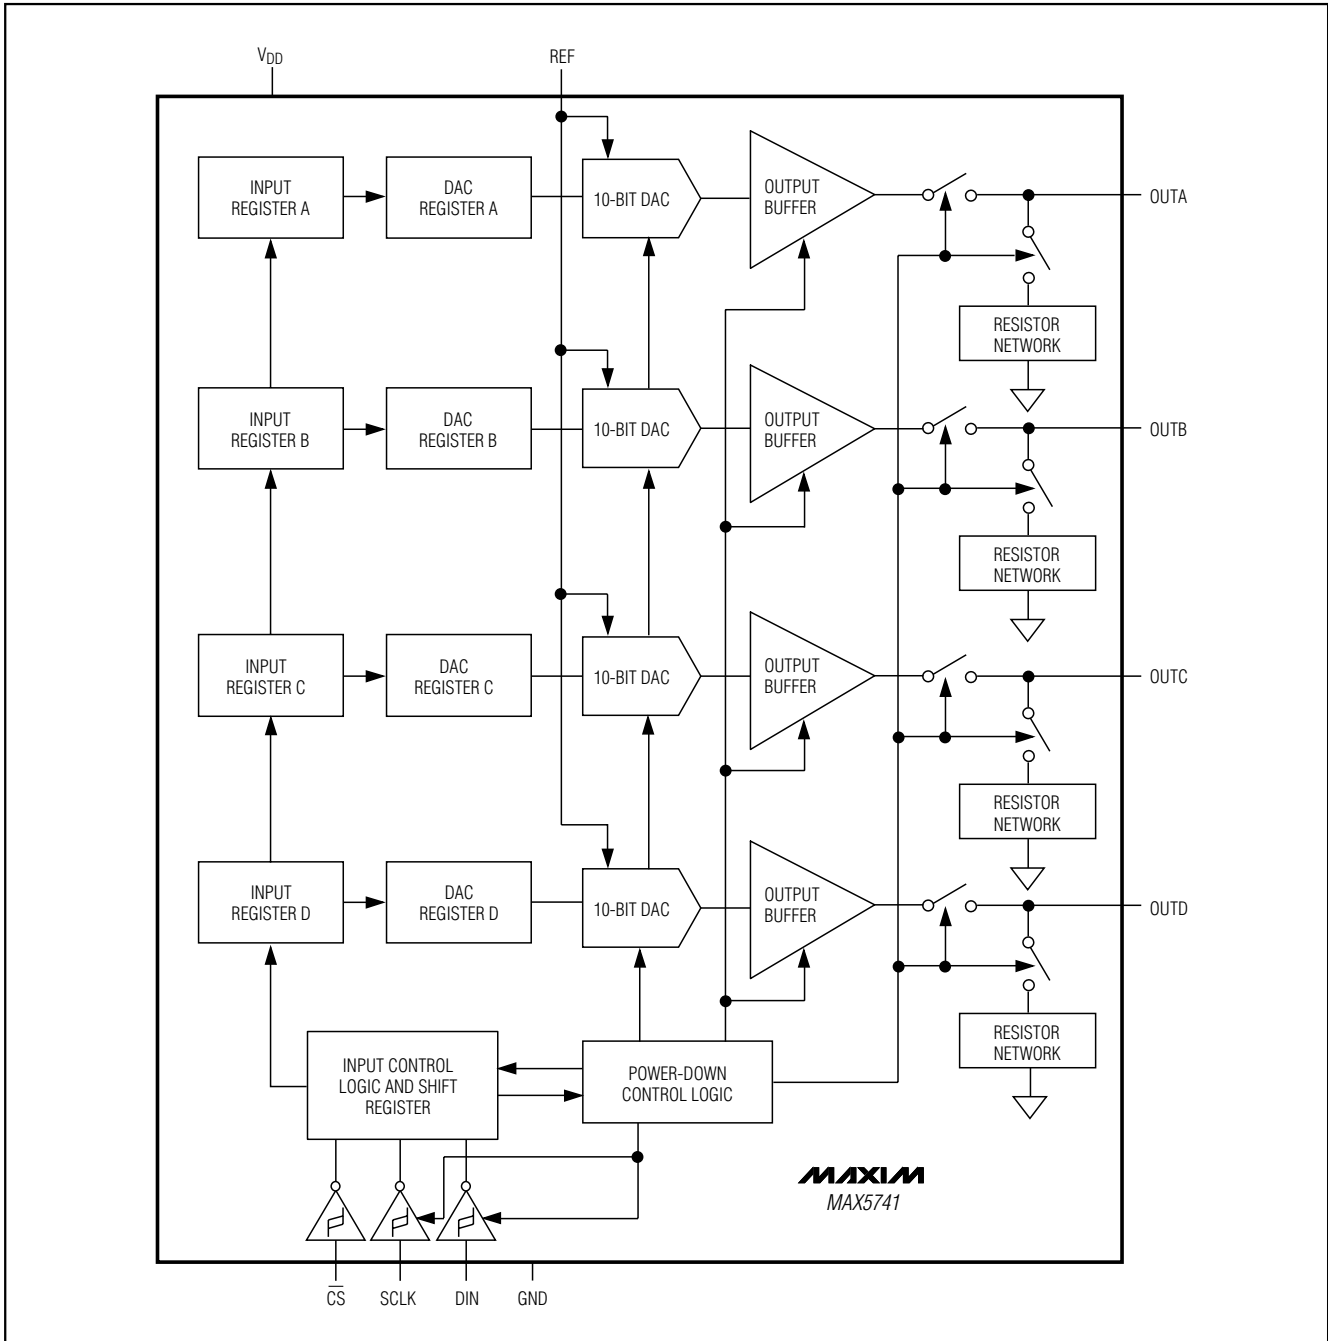 VDD
REF
INPUT
REGISTER A
DAC
REGISTER A
10-BIT DAC
OUTPUT
BUFFER
OUTA
RESISTOR
NETWORK
INPUT
REGISTER B
DAC
REGISTER B
10-BIT DAC
OUTPUT
BUFFER
OUTB
RESISTOR
NETWORK
INPUT
REGISTER C
DAC
REGISTER C
10-BIT DAC
OUTPUT
BUFFER
OUTC
RESISTOR
NETWORK
INPUT
REGISTER D
DAC
REGISTER D
10-BIT DAC
OUTPUT
BUFFER
OUTD
RESISTOR
NETWORK
INPUT CONTROL
LOGIC AND SHIFT
REGISTER
POWER-DOWN
CONTROL LOGIC
MAXIM
MAX5741
C̅S̅
SCLK
DIN
GND